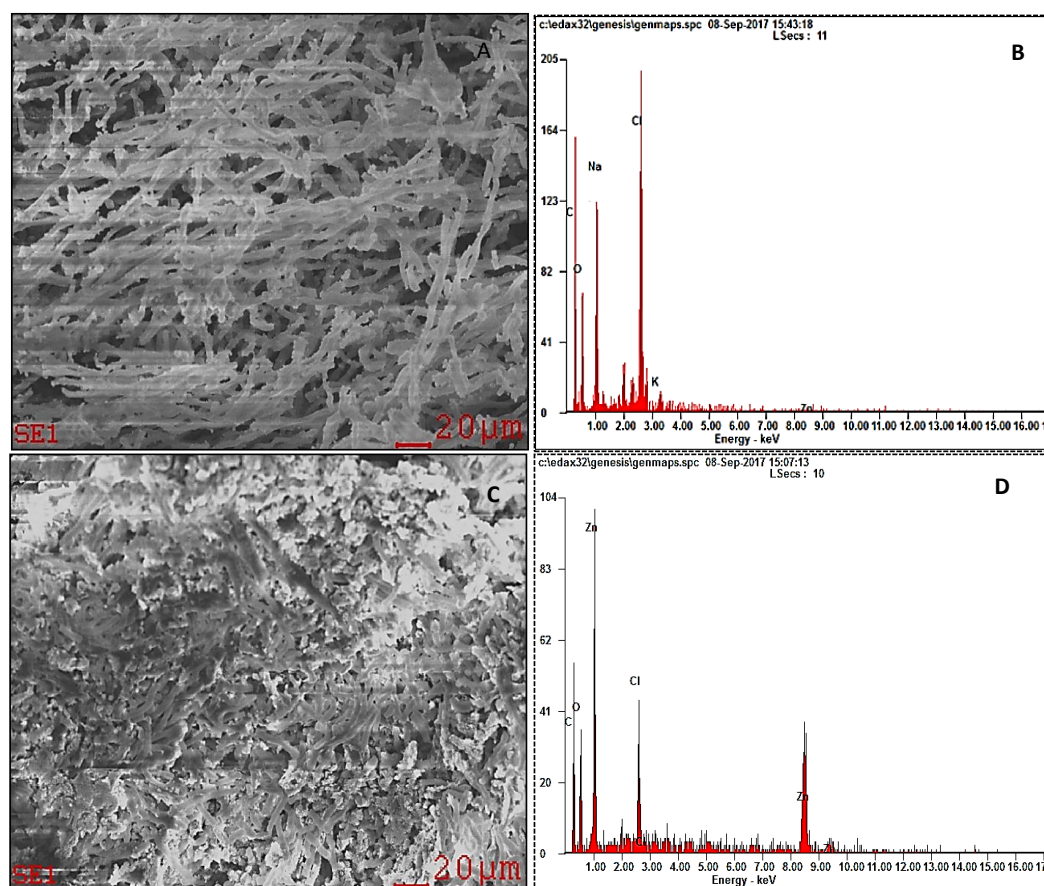 A
SE1
20µm
c:\edax32\genesis\genmaps.spc 08-Sep-2017 15:43:18
LSecs : 11
B
205
164
123
82
41
0
C
O
Na
Cl
K
Zn
1.00 2.00 3.00 4.00 5.00 6.00 7.00 8.00 9.00 10.00 11.00 12.00 13.00 14.00 15.00 16.00
Energy - keV
C
SE1
20µm
c:\edax32\genesis\genmaps.spc 08-Sep-2017 15:07:13
LSecs : 10
D
104
83
62
41
20
0
C
O
Zn
Cl
Zn
1.00 2.00 3.00 4.00 5.00 6.00 7.00 8.00 9.00 10.00 11.00 12.00 13.00 14.00 15.00 16.00 17
Energy - keV